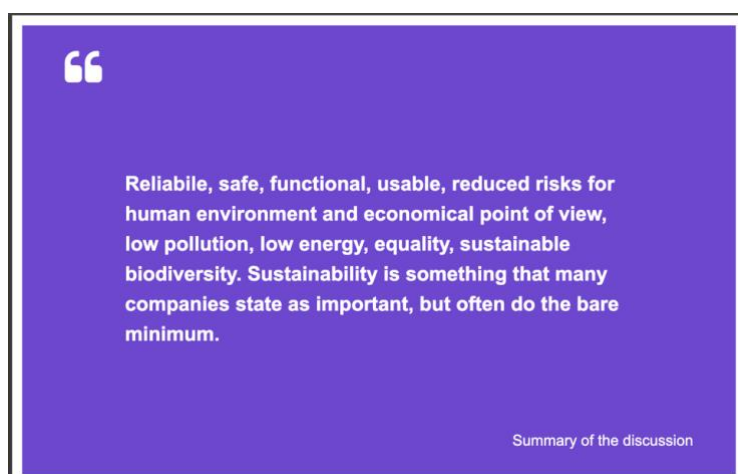 ❝
Reliabile, safe, functional, usable, reduced risks for
human environment and economical point of view,
low pollution, low energy, equality, sustainable
biodiversity. Sustainability is something that many
companies state as important, but often do the bare
minimum.
Summary of the discussion